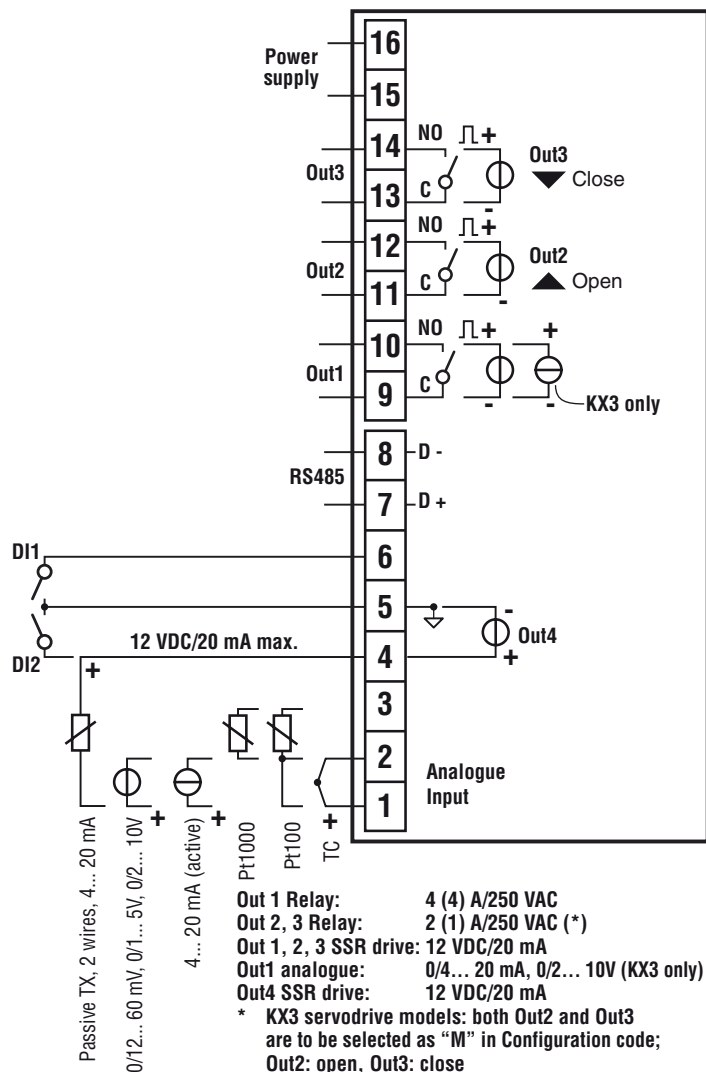 Power
supply
16
15
14
13
12
11
10
9
8
7
6
5
4
3
2
1
Out3
NO
+
C
-
Out3
Close
Out2
NO
+
C
-
Out2
Open
Out1
NO
+
+
C
-
-
KX3 only
RS485
D -
D +
DI1
DI2
12 VDC/20 mA max.
+
-
Out4
+
Analogue
Input
+
+
+
Passive TX, 2 wires, 4... 20 mA
0/12... 60 mV, 0/1... 5V, 0/2... 10V
4... 20 mA (active)
Pt1000
Pt100
TC
Out 1 Relay: 4 (4) A/250 VAC
Out 2, 3 Relay: 2 (1) A/250 VAC (*)
Out 1, 2, 3 SSR drive: 12 VDC/20 mA
Out1 analogue: 0/4... 20 mA, 0/2... 10V (KX3 only)
Out4 SSR drive: 12 VDC/20 mA
* KX3 servodrive models: both Out2 and Out3
are to be selected as “M” in Configuration code;
Out2: open, Out3: close